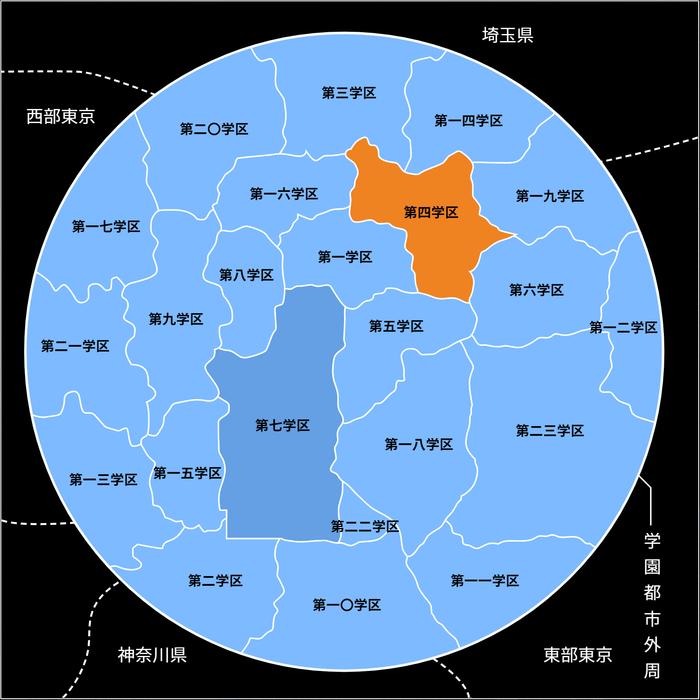 埼玉県
第三学区
西部東京
第一四学区
第二〇学区
第一六学区
第一九学区
第四学区
第一七学区
第一学区
第八学区
第六学区
第九学区
第五学区
第一二学区
第二一学区
第七学区
第二三学区
第一八学区
第一五学区
第一三学区
第二二学区
学園都市外周
第二学区
第一一学区
第一〇学区
神奈川県
東部東京